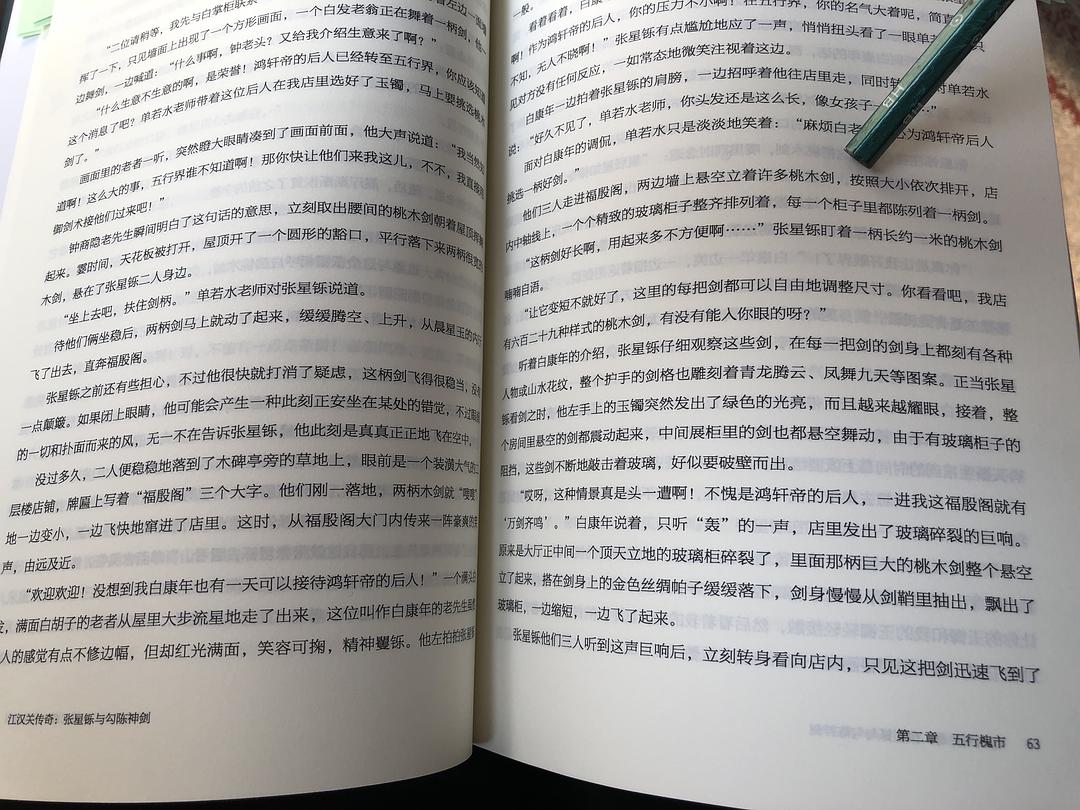 “二位请稍等，我先与白掌柜联系
挥了一下，只见墙面上出现了一个方形画面，一个白发老翁正在舞着一柄剑，
边舞剑，一边喊道：“什么事啊，钟老头？又给我介绍生意来了啊？”
“什么生意不生意的啊，是荣誉！鸿轩帝的后人已经转至五行界，你应该知道
这个消息了吧？单若水老师带着这位后人在我店里选好了玉镯，马上要挑选桃木
剑了。”
画面里的老者一听，突然瞪大眼睛凑到了画面前面，他大声说道：“我当然知
道啊！这么大的事，五行界谁不知道啊！那你快让他们来我这儿，不不，我直接
御剑术接他们过来吧！”
钟商隐老先生瞬间明白了这句话的意思，立刻取出腰间的桃木剑朝着屋顶挥舞
起来。霎时间，天花板被打开，屋顶开了一个圆形的豁口，平行落下来两柄很宽的
木剑，悬在了张星铄二人身边。
“坐上去吧，扶住剑柄。”单若水老师对张星铄说道。
待他们俩坐稳后，两柄剑马上就动了起来，缓缓腾空、上升，从晨星玉的内厅
飞了出去，直奔福殷阁。
张星铄之前还有些担心，不过他很快就打消了疑虑，这柄剑飞得很稳当，没有
一点颠簸。如果闭上眼睛，他可能会产生一种此刻正安坐在某处的错觉，不过眼前
的一切和扑面而来的风，无一不在告诉张星铄，他此刻是真真正正地飞在空中，
没过多久，二人便稳稳地落到了木碑亭旁的草地上，眼前是一个装潢大气的二
层楼店铺，牌匾上写着“福殷阁”三个大字。他们刚一落地，两柄木剑就“嗖嗖”
地一边变小，一边飞快地窜进了店里。这时，从福殷阁大门内传来一阵豪爽的笑
声，由远及近。
“欢迎欢迎！没想到我白康年也有一天可以接待鸿轩帝的后人！”一个满头白
发，满面白胡子的老者从屋里大步流星地走了出来，这位叫作白康年的老先生
人的感觉有点不修边幅，但却红光满面，笑容可掬，精神矍铄。他左拍拍张星铄
江汉关传奇：张星铄与勾陈神剑
一般。
看着看着，白康
啊！作为鸿轩帝的后人，你的压力不小啊！在五行界，你的名气大着呢，简直
不知，无人不晓啊！”张星铄有点尴尬地应了一声，悄悄扭头看了一眼单若 只
见对方没有任何反应，一如常态地微笑注视着这边。
白康年一边拍着张星铄的肩膀，一边招呼着他往店里走，同时 对单若水
说：“好久不见了，单若水老师，你头发还是这么长，像女孩子 ”
面对白康年的调侃，单若水只是淡淡地笑着：“麻烦白老 心为鸿轩帝后人
挑选一柄好剑。”
他们三人走进福殷阁，两边墙上悬空立着许多桃木剑，按照大小依次排开，店
内中轴线上，一个个精致的玻璃柜子整齐排列着，每一个柜子里都陈列着一柄剑。
“这柄剑好长啊，用起来多不方便啊……”张星铄盯着一柄长约一米的桃木剑
喃喃自语。
“让它变短不就好了，这里的每把剑都可以自由地调整尺寸。你看看吧，我店
有六百二十九种样式的桃木剑，有没有能入你眼的呀？”
听着白康年的介绍，张星铄仔细观察这些剑，在每一把剑的剑身上都刻有各种
人物或山水花纹，整个护手的剑格也雕刻着青龙腾云、凤舞九天等图案。正当张星
铄看剑之时，他左手上的玉镯突然发出了绿色的光亮，而且越来越耀眼，接着，整
个房间里悬空的剑都震动起来，中间展柜里的剑也都悬空舞动，由于有玻璃柜子的
阻挡，这些剑不断地敲击着玻璃，好似要破壁而出。
“哎呀，这种情景真是头一遭啊！不愧是鸿轩帝的后人，一进我这福殷阁就有
‘万剑齐鸣’。”白康年说着，只听“轰”的一声，店里发出了玻璃碎裂的巨响。
原来是大厅正中间一个顶天立地的玻璃柜碎裂了，里面那柄巨大的桃木剑整个悬空
立了起来，搭在剑身上的金色丝绸帕子缓缓落下，剑身慢慢从剑鞘里抽出，飘出了
玻璃柜，一边缩短，一边飞了起来。
张星铄他们三人听到这声巨响后，立刻转身看向店内，只见这把剑迅速飞到了
第二章 五行槐市 63